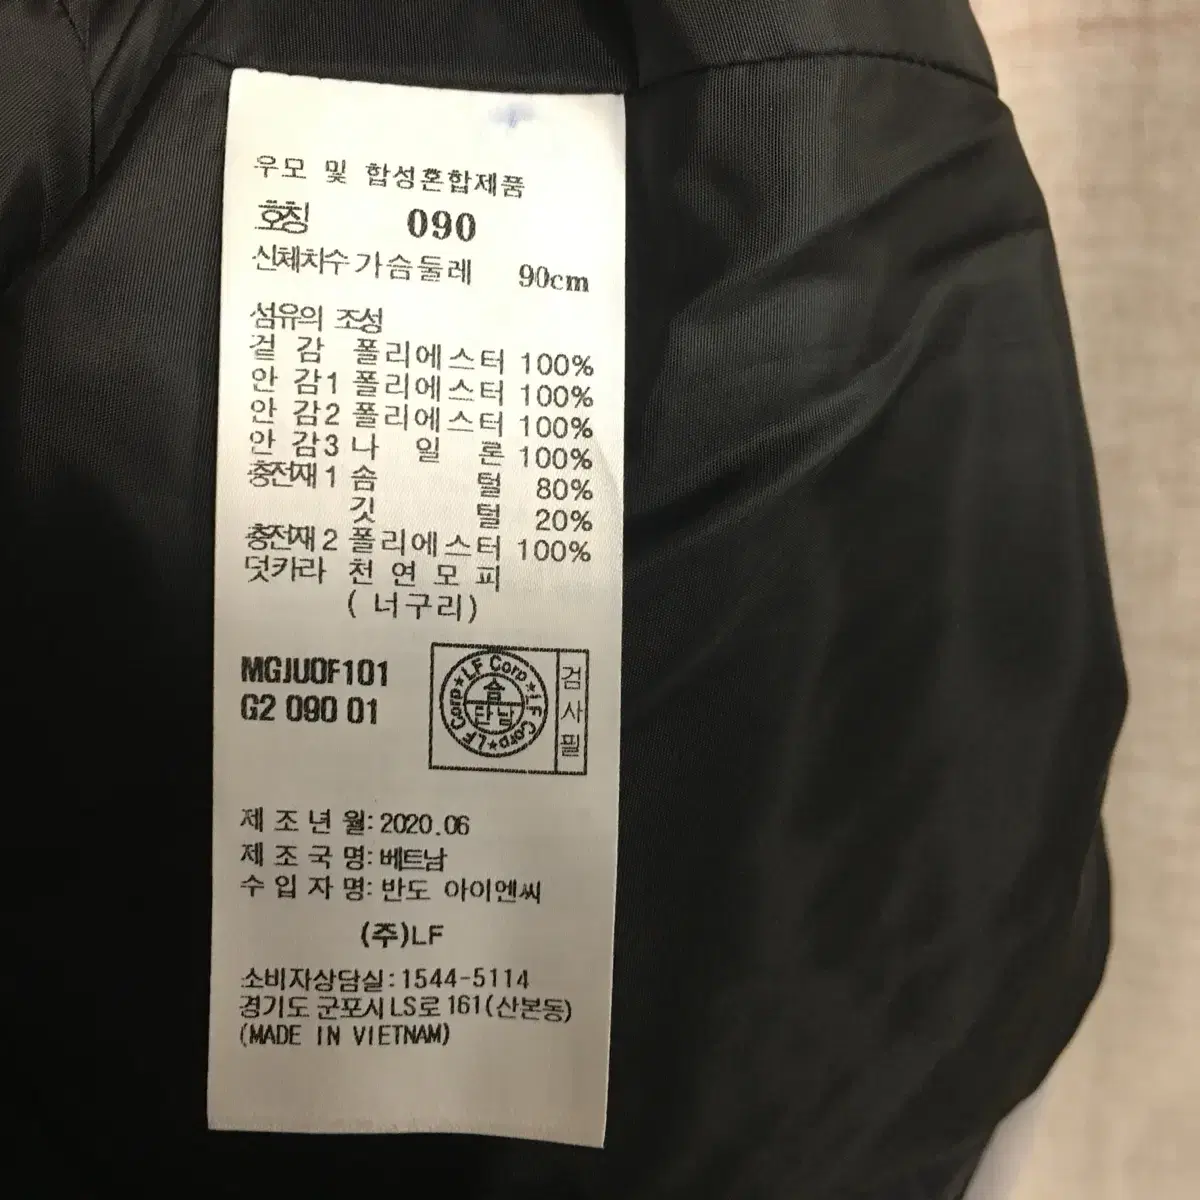 우모 및 합성혼합제품
호칭 090
신체치수 가슴둘레 90cm
섬유의 조성
겉 감 폴리에스터 100%
안 감1 폴리에스터 100%
안 감2 폴리에스터 100%
안 감3 나 일 론 100%
충전재 1 솜 털 80%
깃 털 20%
충전재 2 폴리에스터 100%
덧카라 천 연 모 피
( 너구리)
MGJU0F101
G2 090 01
LF Corp★LF Corp★LF Corp★
合
단남
검사필
제 조 년 월: 2020.06
제 조 국 명: 베트남
수 입 자 명: 반도 아이엔씨
(주)LF
소비자상담실: 1544-5114
경기도 군포시 LS로 161(산본동)
(MADE IN VIETNAM)